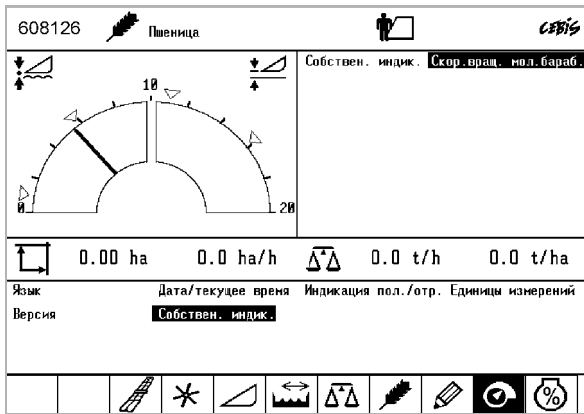 608126 Пшеница CEBIS
Собствен. индик. Скор.вращ. мол.бараб.
10
0 20
0.00 ha 0.0 ha/h 0.0 t/h 0.0 t/ha
Язык Дата/текущее время Индикация пол./отр. Единицы измерений
Версия Собствен. индик.
%